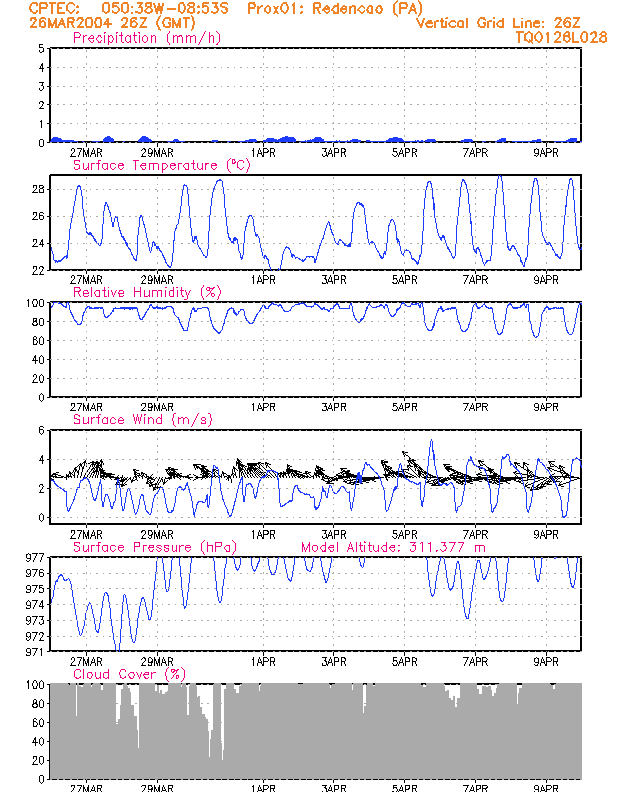 CPTEC: 050:38W-08:53S Prox01: Redencao (PA)
26MAR2004 26Z (GMT) Vertical Grid Line: 26Z
Precipitation (mm/h) TQ0126L028
5
4
3
2
1
0
27MAR 29MAR 1APR 3APR 5APR 7APR 9APR
Surface Temperature (ºC)
28
26
24
22
27MAR 29MAR 1APR 3APR 5APR 7APR 9APR
Relative Humidity (%)
100
80
60
40
20
0
27MAR 29MAR 1APR 3APR 5APR 7APR 9APR
Surface Wind (m/s)
6
4
2
0
27MAR 29MAR 1APR 3APR 5APR 7APR 9APR
Surface Pressure (hPa) Model Altitude: 311.377 m
977
976
975
974
973
972
971
27MAR 29MAR 1APR 3APR 5APR 7APR 9APR
Cloud Cover (%)
100
80
60
40
20
0
27MAR 29MAR 1APR 3APR 5APR 7APR 9APR